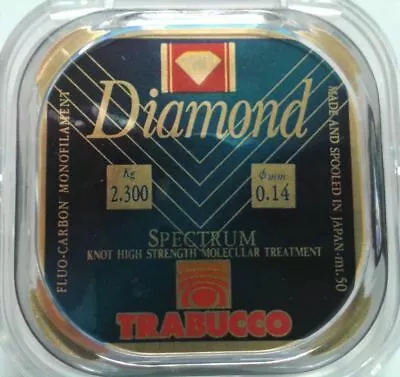 Diamond
Kg
2.300
ϕ mm.
0.14
SPECTRUM
KNOT HIGH STRENGTH MOLECULAR TREATMENT
TRABUCCO
FLUO-CARBON MONOFILAMENT
MADE AND SPOOLED IN JAPAN-mt.50